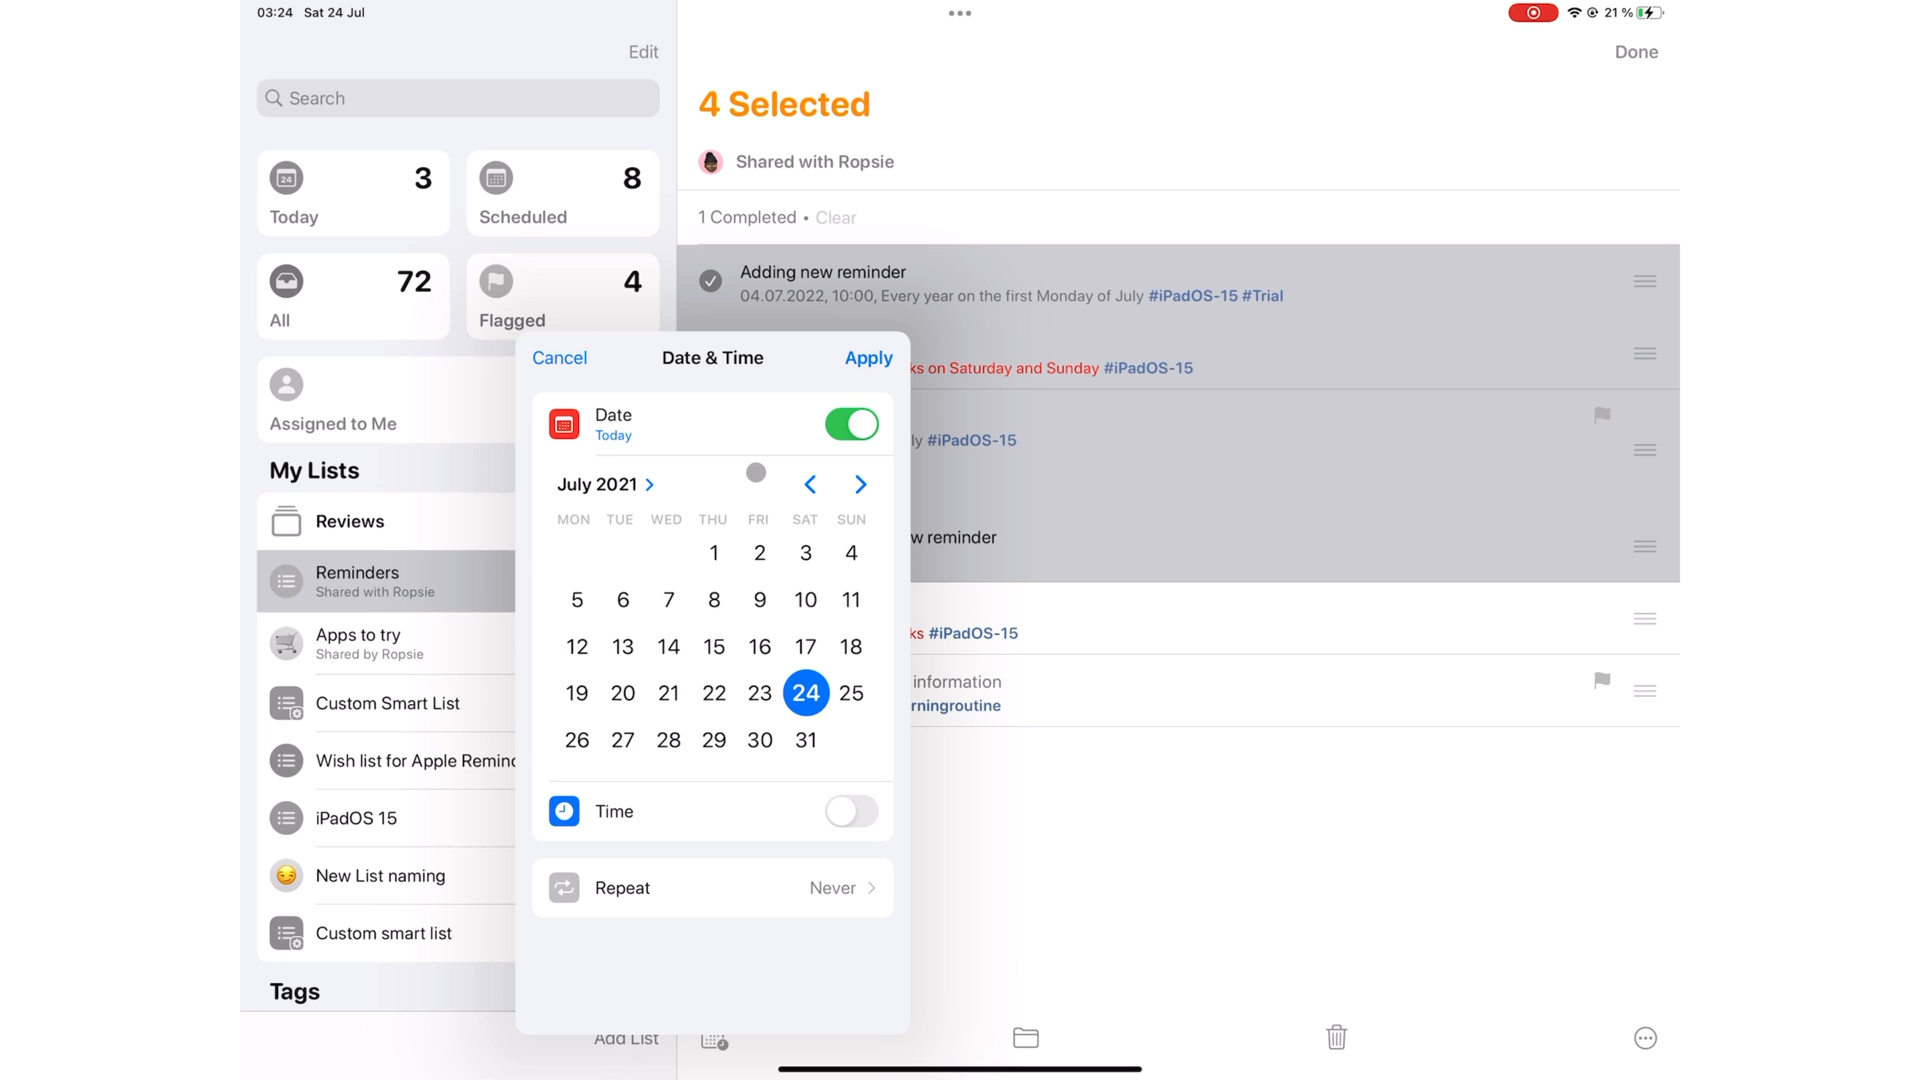 03:24 Sat 24 Jul
21 %
Edit
Done
Search
4 Selected
Shared with Ropsie
1 Completed • Clear
24
3
Today
8
Scheduled
72
All
4
Flagged
Assigned to Me
My Lists
Reviews
Reminders
Shared with Ropsie
Apps to try
Shared by Ropsie
Custom Smart List
Wish list for Apple Remin
iPadOS 15
New List naming
Custom smart list
Tags
Add List
Adding new reminder
04.07.2022, 10:00, Every year on the first Monday of July #iPadOS-15 #Trial
ks on Saturday and Sunday #iPadOS-15
ly #iPadOS-15
w reminder
ks #iPadOS-15
information
rningroutine
Cancel
Date & Time
Apply
Date
Today
July 2021
MON TUE WED THU FRI SAT SUN
1 2 3 4
5 6 7 8 9 10 11
12 13 14 15 16 17 18
19 20 21 22 23 24 25
26 27 28 29 30 31
Time
Repeat
Never